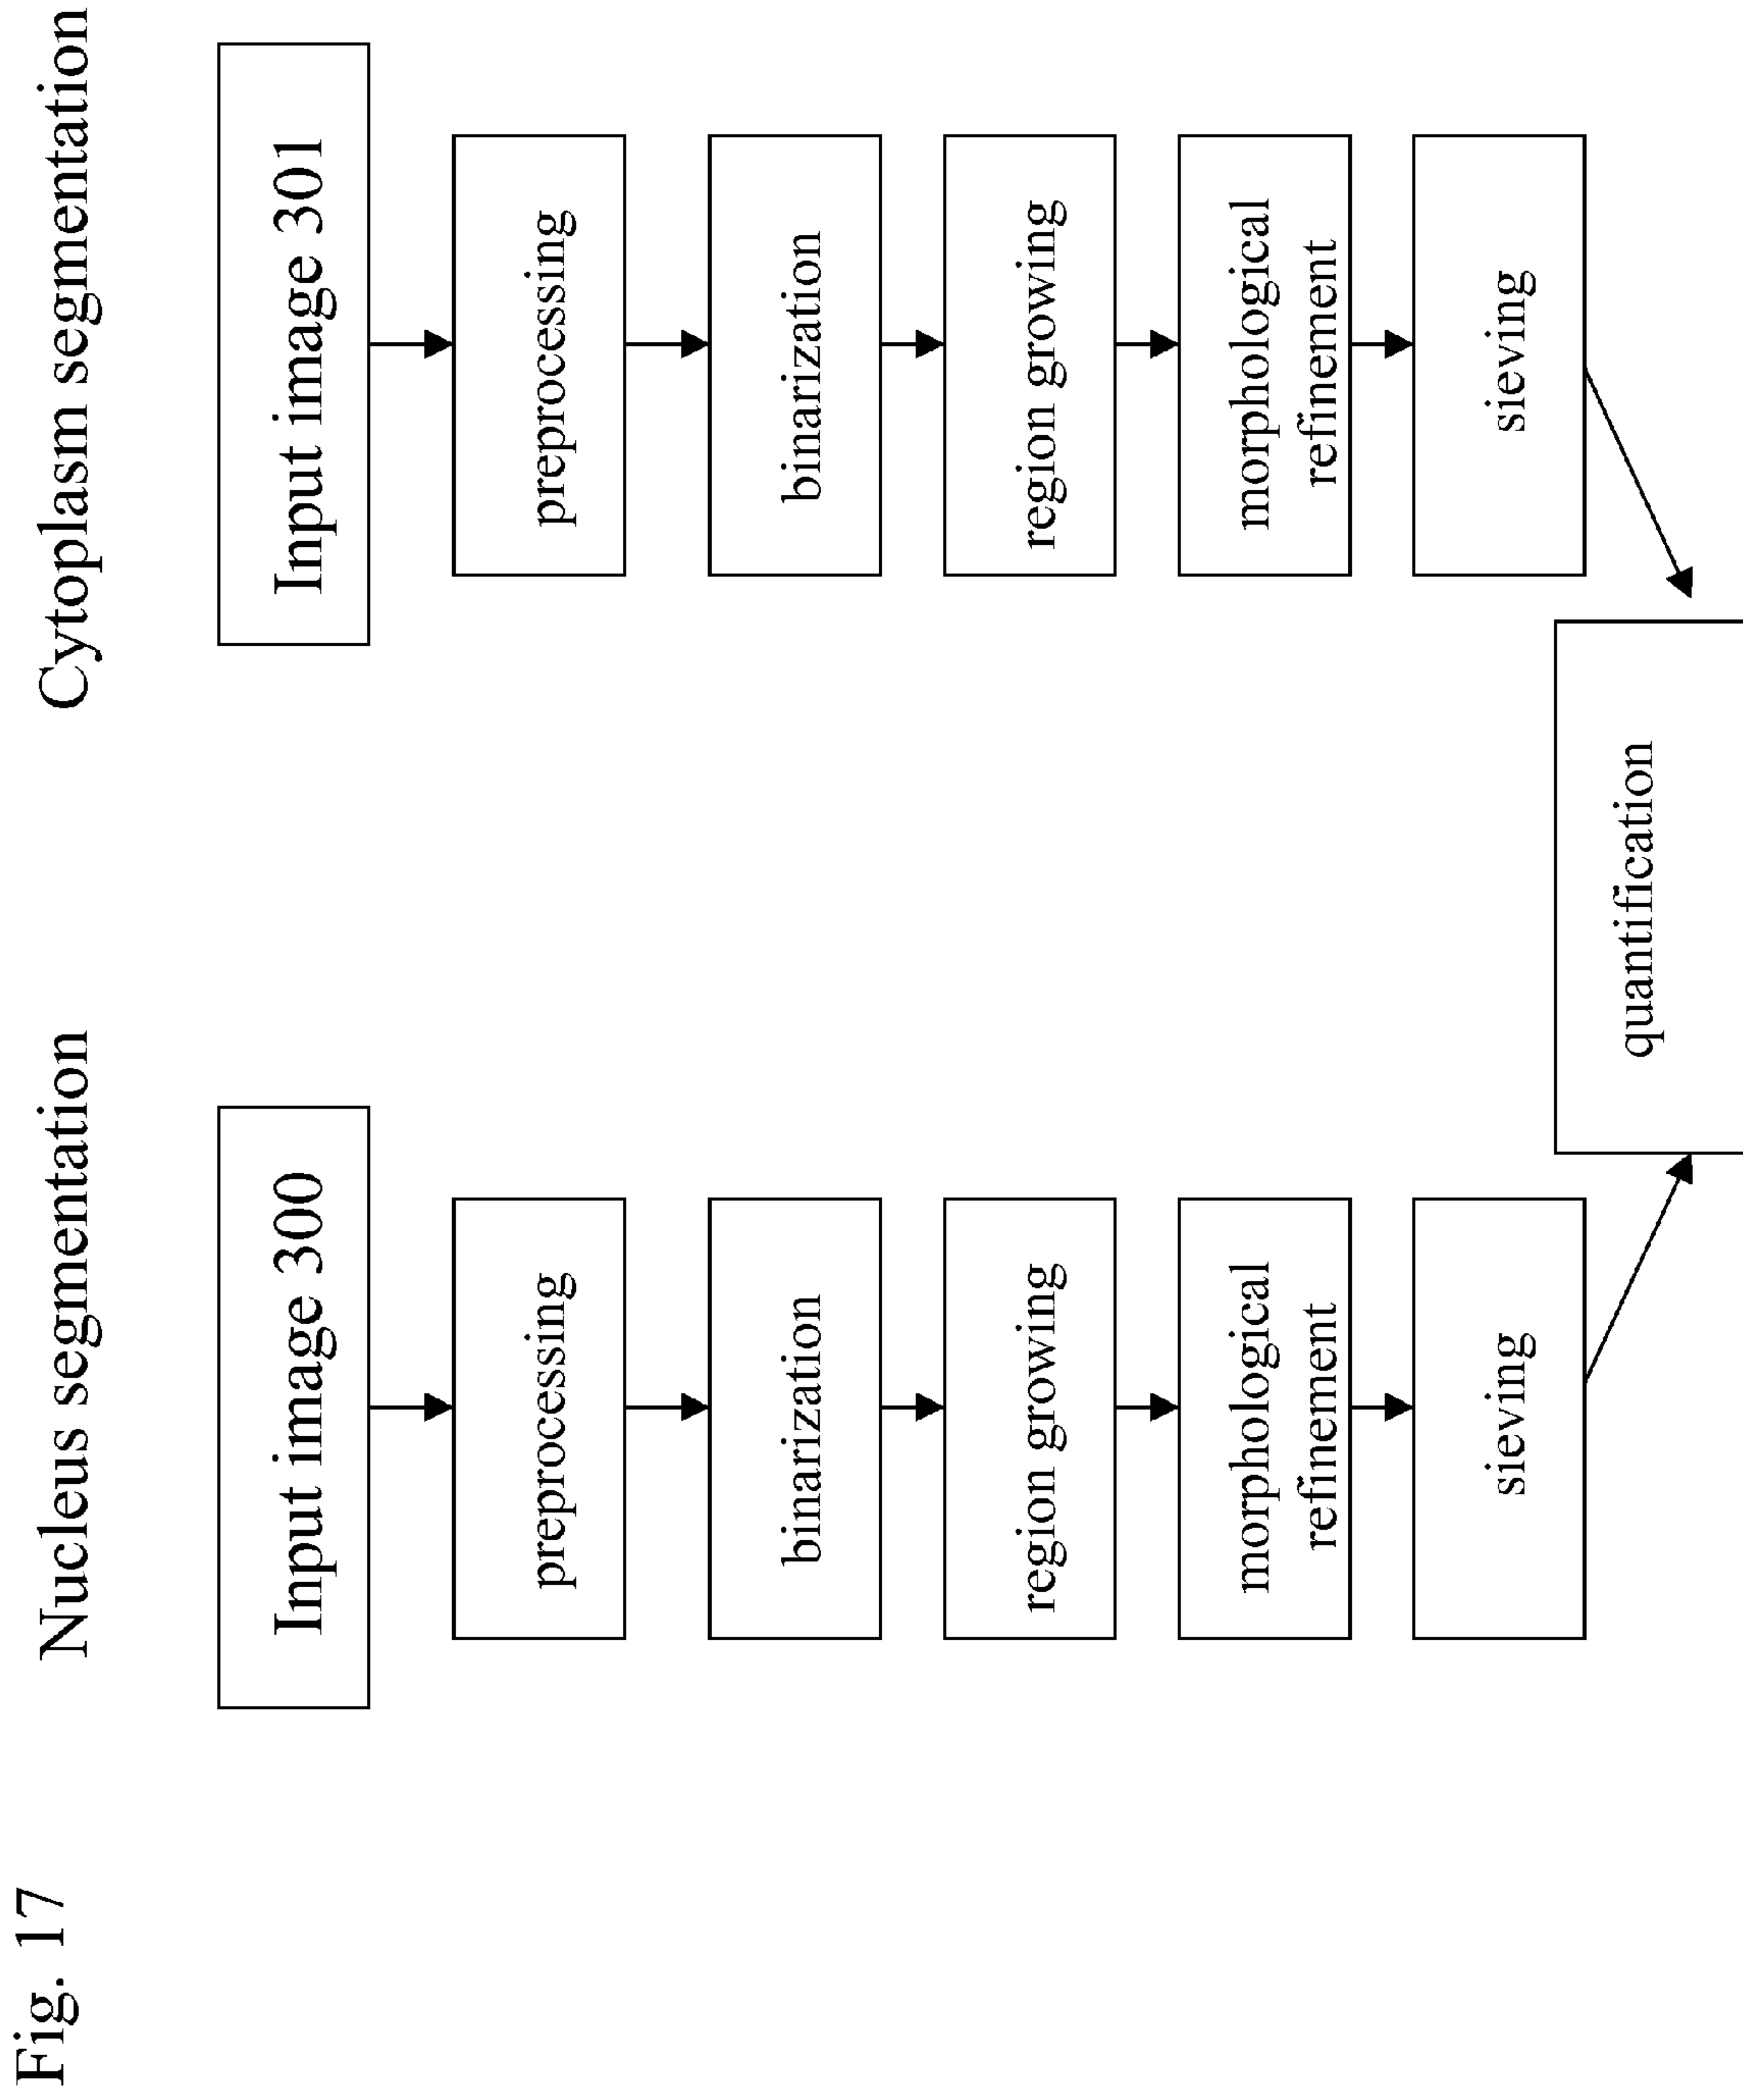 Fig. 17
Nucleus segmentation
Input image 300
preprocessing
binarization
region growing
morphological
refinement
sieving
Cytoplasm segmentation
Input image 301
preprocessing
binarization
region growing
morphological
refinement
sieving
quantification